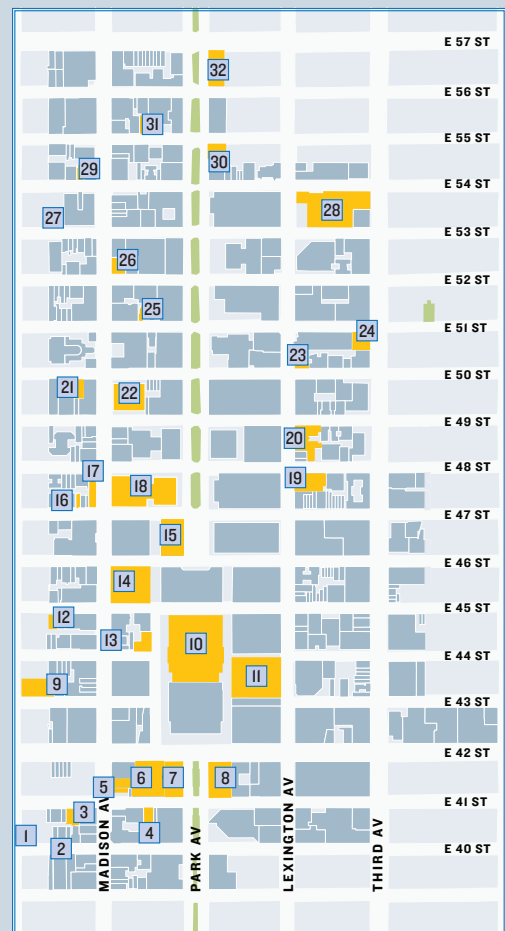 E 57 ST
32
E 56 ST
31
E 55 ST
29
30
E 54 ST
27
28
E 53 ST
26
E 52 ST
25
E 51 ST
24
23
E 50 ST
21
22
E 49 ST
20
E 48 ST
17
18
19
16
E 47 ST
15
E 46 ST
14
E 45 ST
12
13
10
E 44 ST
11
9
E 43 ST
E 42 ST
5
6
7
8
E 41 ST
3
4
1
2
E 40 ST
MADISON AV
PARK AV
LEXINGTON AV
THIRD AV